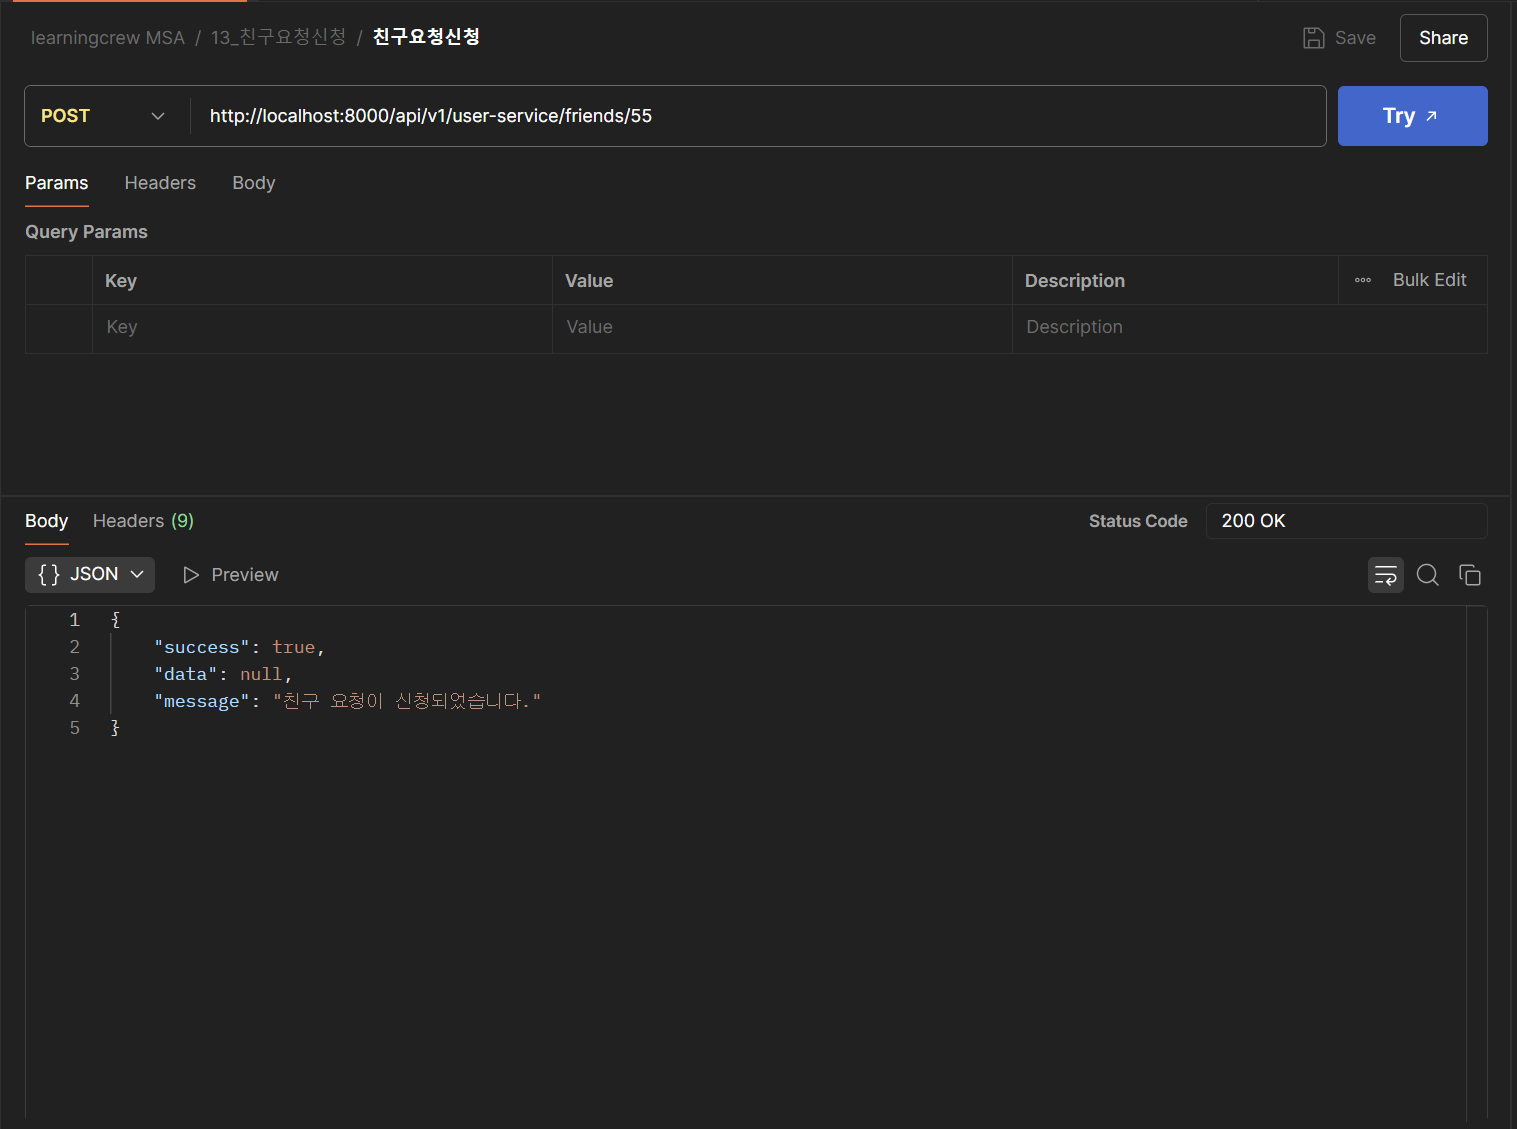 learningcrew MSA / 13_친구요청신청 / 친구요청신청
Save
Share
POST
http://localhost:8000/api/v1/user-service/friends/55
Try
Params Headers Body
Query Params
Key Value Description Bulk Edit
Key Value Description
Body Headers (9)
Status Code 200 OK
{} JSON Preview
1 {
2 "success": true,
3 "data": null,
4 "message": "친구 요청이 신청되었습니다."
5 }